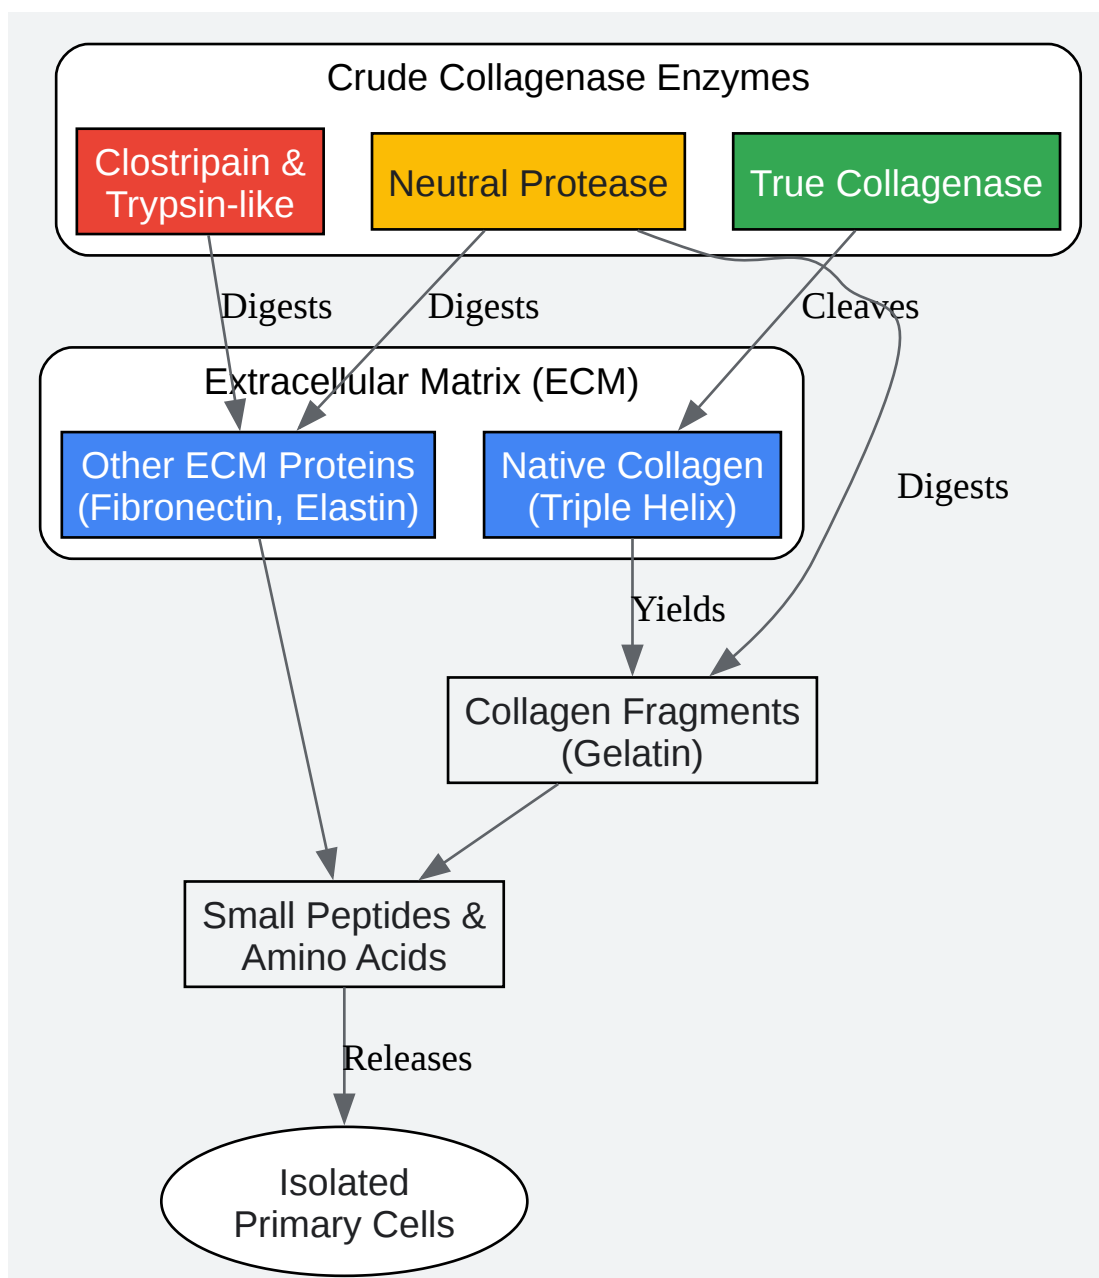 Crude Collagenase Enzymes
Clostripain &
Trypsin-like
Neutral Protease
True Collagenase
Digests
Digests
Cleaves
Extracellular Matrix (ECM)
Other ECM Proteins
(Fibronectin, Elastin)
Native Collagen
(Triple Helix)
Digests
Yields
Collagen Fragments
(Gelatin)
Small Peptides &
Amino Acids
Releases
Isolated
Primary Cells